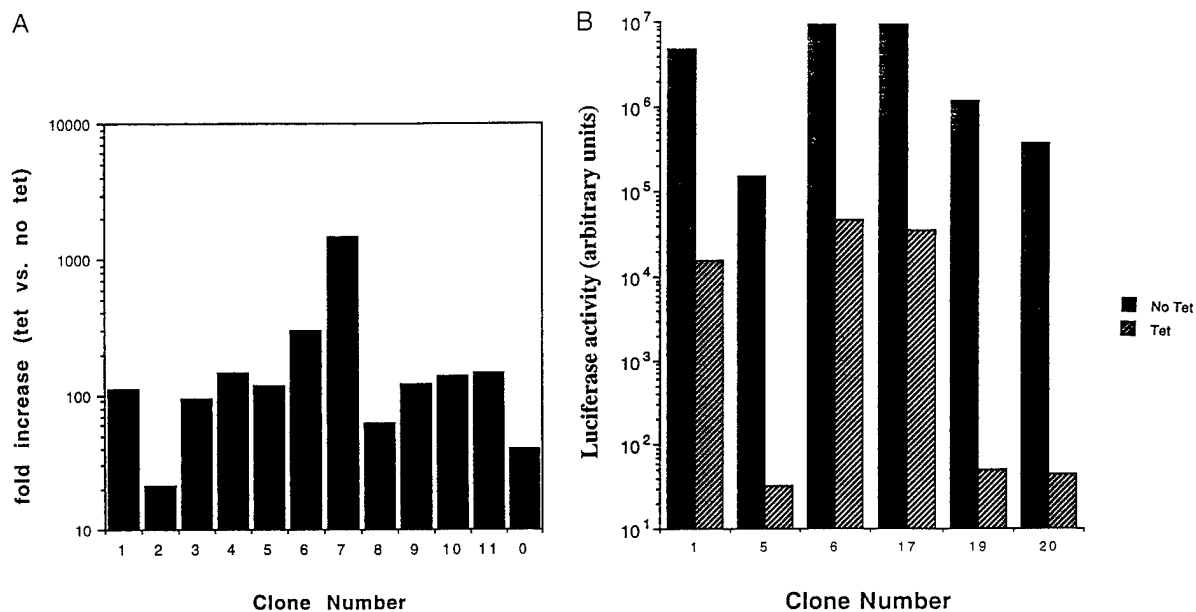 A
fold increase (tet vs. no tet)
10000
1000
100
10
1 2 3 4 5 6 7 8 9 10 11 0
Clone Number
B
Luciferase activity (arbitrary units)
10⁷
10⁶
10⁵
10⁴
10³
10²
10¹
1 5 6 17 19 20
Clone Number
No Tet
Tet